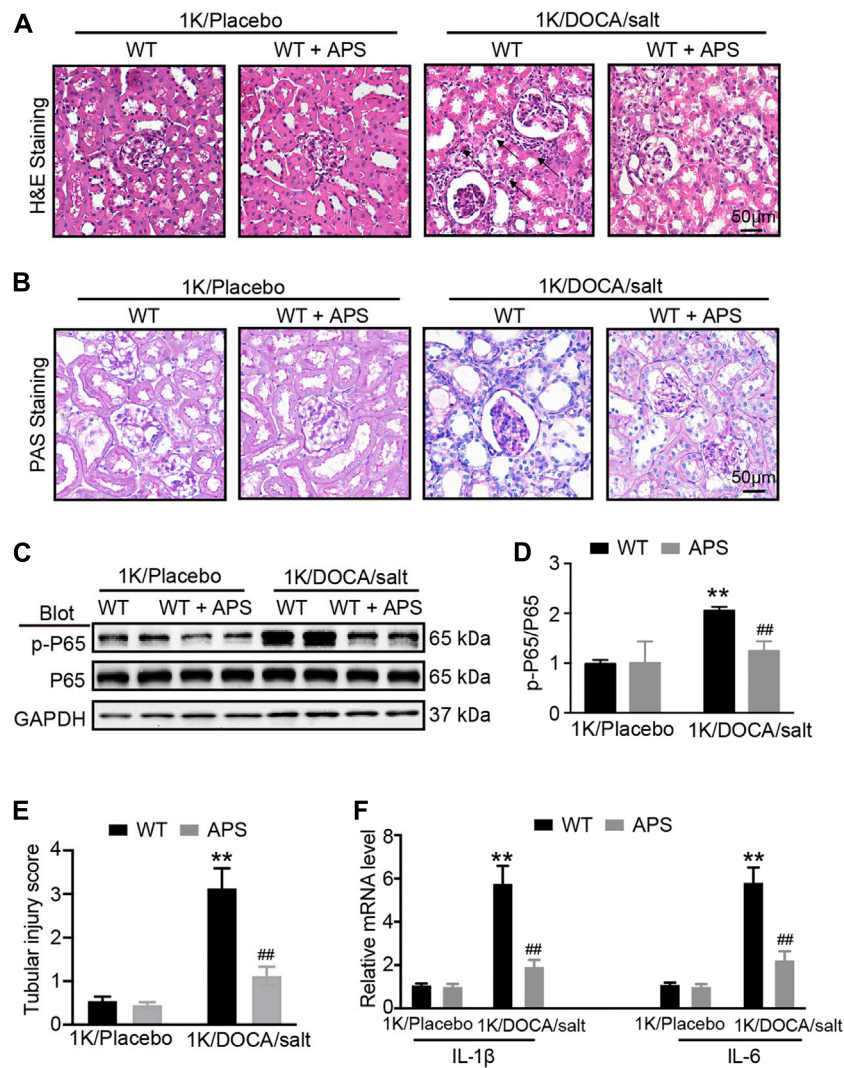 A
1K/Placebo
1K/DOCA/salt
WT
WT + APS
WT
WT + APS
H&E Staining
50μm
B
1K/Placebo
1K/DOCA/salt
WT
WT + APS
WT
WT + APS
PAS Staining
50μm
C
1K/Placebo
1K/DOCA/salt
Blot
WT
WT + APS
WT
WT + APS
p-P65
65 kDa
P65
65 kDa
GAPDH
37 kDa
D
WT
APS
p-P65/P65
3
2
1
0
**
##
1K/Placebo
1K/DOCA/salt
E
WT
APS
Tubular injury score
4
3
2
1
0
**
##
1K/Placebo
1K/DOCA/salt
F
WT
APS
Relative mRNA level
8
6
4
2
0
**
##
**
##
1K/Placebo
1K/DOCA/salt
1K/Placebo
1K/DOCA/salt
IL-1β
IL-6